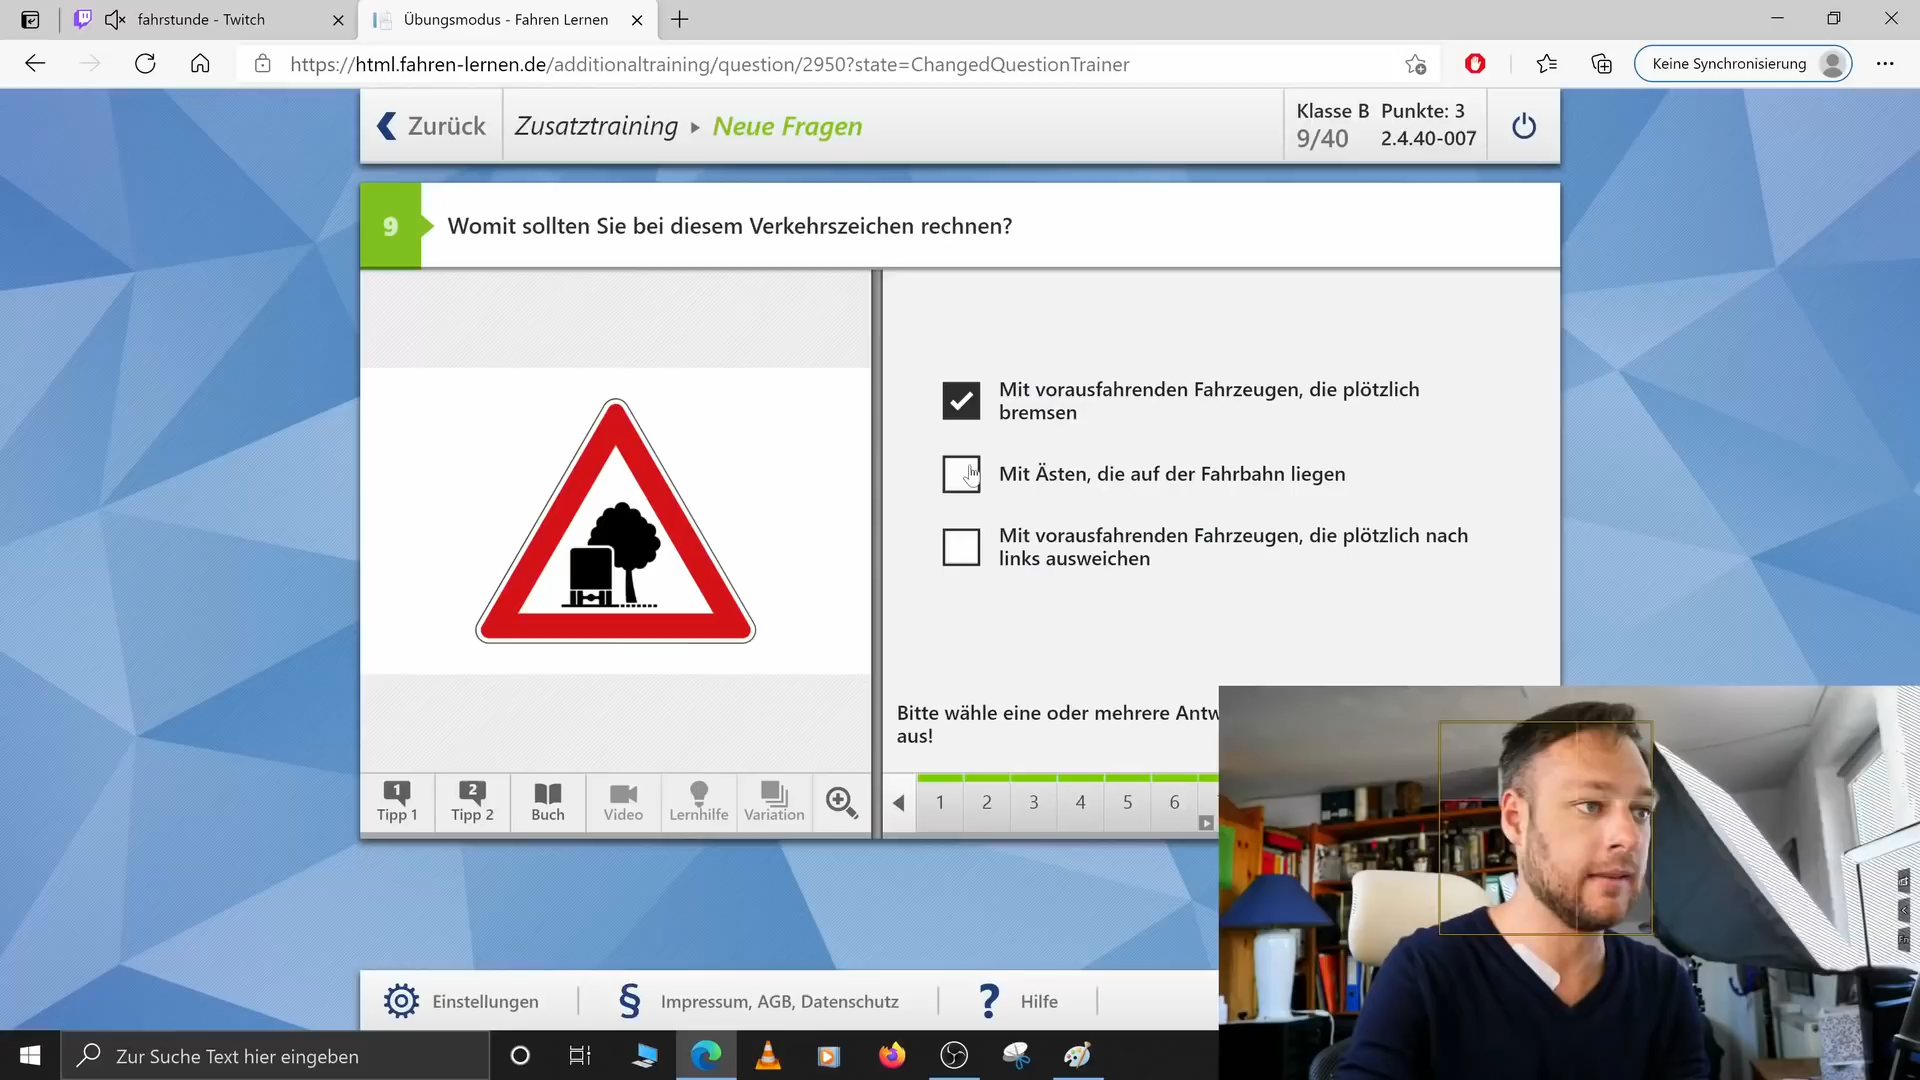 fahrstunde - Twitch
Übungsmodus - Fahren Lernen
https://html.fahren-lernen.de/additionaltraining/question/2950?state=ChangedQuestionTrainer
Keine Synchronisierung
Zurück
Zusatztraining ▸ Neue Fragen
Klasse B Punkte: 3
9/40 2.4.40-007
9
Womit sollten Sie bei diesem Verkehrszeichen rechnen?
Mit vorausfahrenden Fahrzeugen, die plötzlich
bremsen
Mit Ästen, die auf der Fahrbahn liegen
Mit vorausfahrenden Fahrzeugen, die plötzlich nach
links ausweichen
Bitte wähle eine oder mehrere Antw
aus!
1
Tipp 1
2
Tipp 2
Buch
Video
Lernhilfe
Variation
1 2 3 4 5 6
Einstellungen
§ Impressum, AGB, Datenschutz
? Hilfe
Zur Suche Text hier eingeben